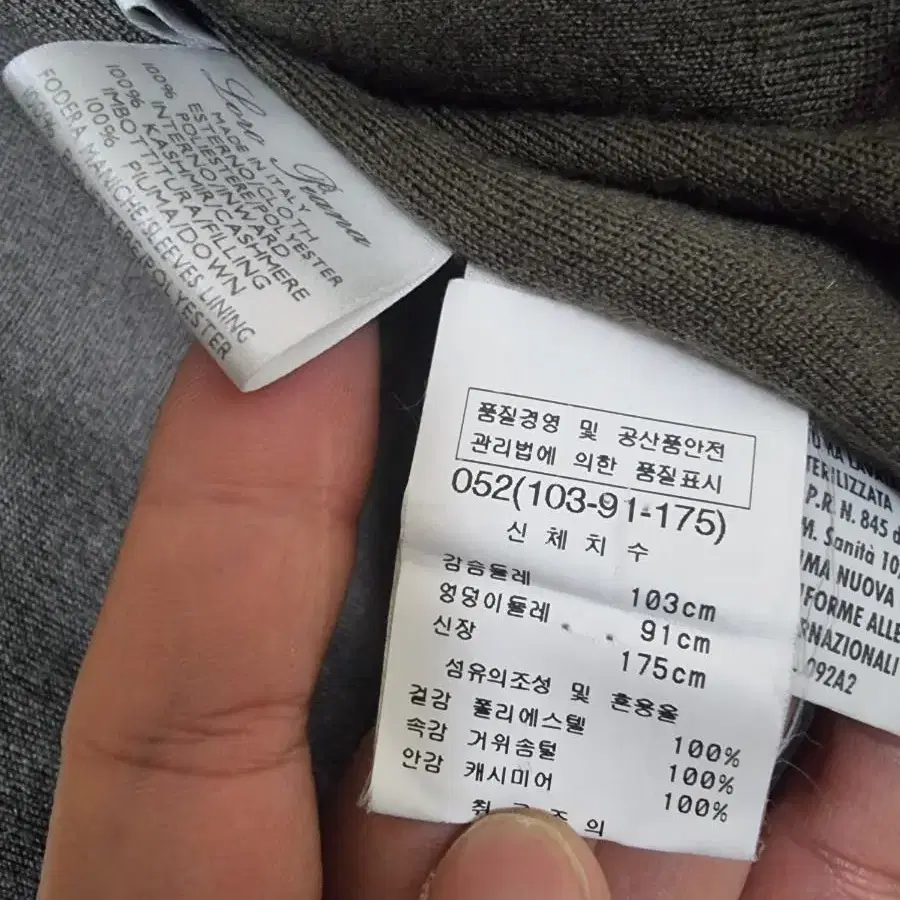 Loro Piana
MADE IN ITALY
ESTERNO/CLOTH
100% POLIESTERE/POLYESTER
INTERNO/INWARD
100% KASHMIR/CASHMERE
IMBOTTITURA/FILLING
100% PIUMA/DOWN
FODERA MANICHE/SLEEVES LINING
POLYESTER
품질경영 및 공산품안전
관리법에 의한 품질표시
052(103-91-175)
신체치수
감슴둘레 103cm
엉덩이둘레 91cm
신장 175cm
섬유의조성 및 혼용율
겉감 폴리에스텔 100%
속감 거위솜털 100%
안감 캐시미어 100%
의
LAVA
TERILIZZATA
P.R. N. 845 d
M. Sanità 10
RMA NUOVA
FORME ALLE
RNAZIONALI
092A2